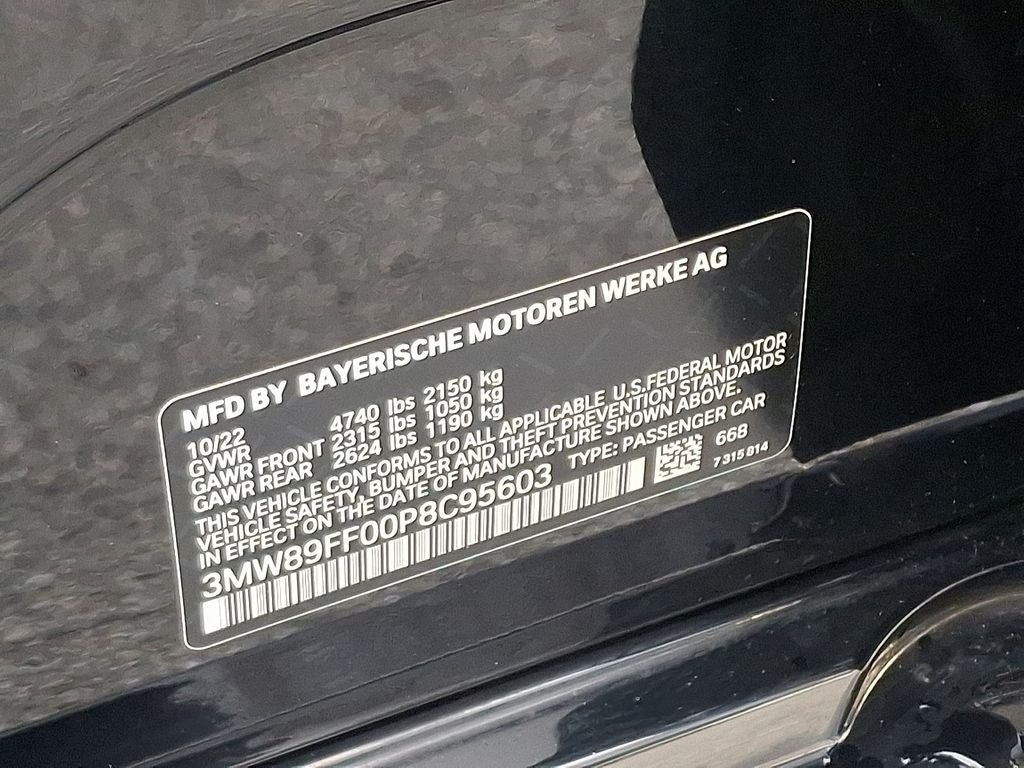 MFD BY BAYERISCHE MOTOREN WERKE AG
10/22
GVWR 4740 lbs 2150 kg
GAWR FRONT 2315 lbs 1050 kg
GAWR REAR 2624 lbs 1190 kg
THIS VEHICLE CONFORMS TO ALL APPLICABLE U.S.FEDERAL MOTOR
VEHICLE SAFETY, BUMPER AND THEFT PREVENTION STANDARDS
IN EFFECT ON THE DATE OF MANUFACTURE SHOWN ABOVE.
3MW89FF00P8C95603 TYPE: PASSENGER CAR
668
7 315 814